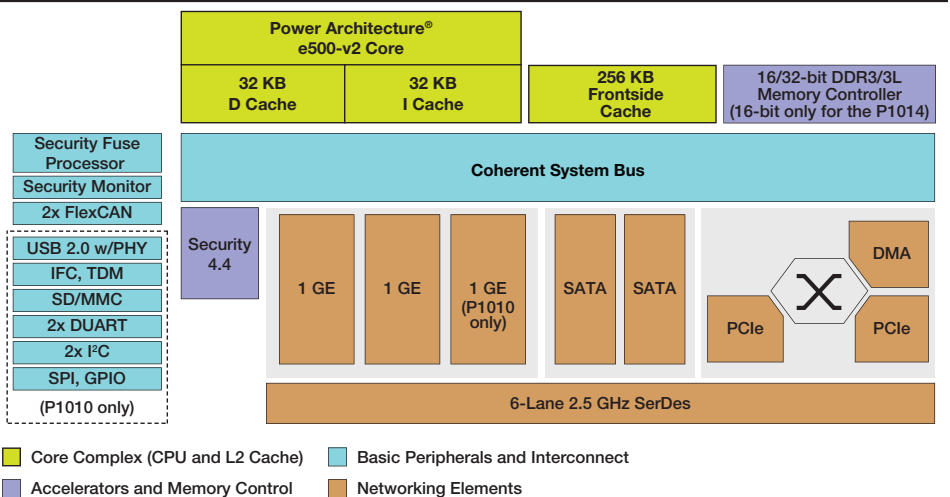 Power Architecture®
e500-v2 Core
32 KB
D Cache
32 KB
I Cache
256 KB
Frontside
Cache
16/32-bit DDR3/3L
Memory Controller
(16-bit only for the P1014)
Security Fuse
Processor
Security Monitor
2x FlexCAN
USB 2.0 w/PHY
IFC, TDM
SD/MMC
2x DUART
2x I²C
SPI, GPIO
(P1010 only)
Coherent System Bus
Security
4.4
1 GE
1 GE
1 GE
(P1010
only)
SATA
SATA
DMA
PCIe
PCIe
6-Lane 2.5 GHz SerDes
Core Complex (CPU and L2 Cache)
Basic Peripherals and Interconnect
Accelerators and Memory Control
Networking Elements